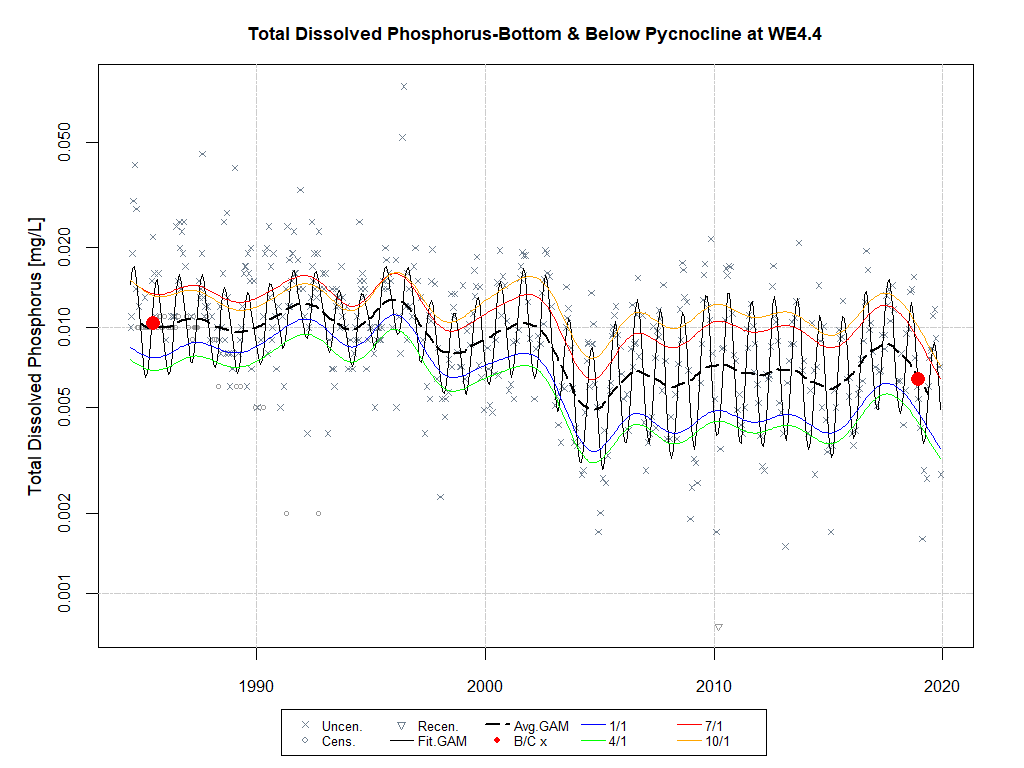 Total Dissolved Phosphorus-Bottom & Below Pycnocline at WE4.4
Total Dissolved Phosphorus [mg/L]
0.050
0.020
0.010
0.005
0.002
0.001
1990 2000 2010 2020
Uncen. Recen. Avg.GAM 1/1 7/1
Cens. Fit.GAM B/C x 4/1 10/1